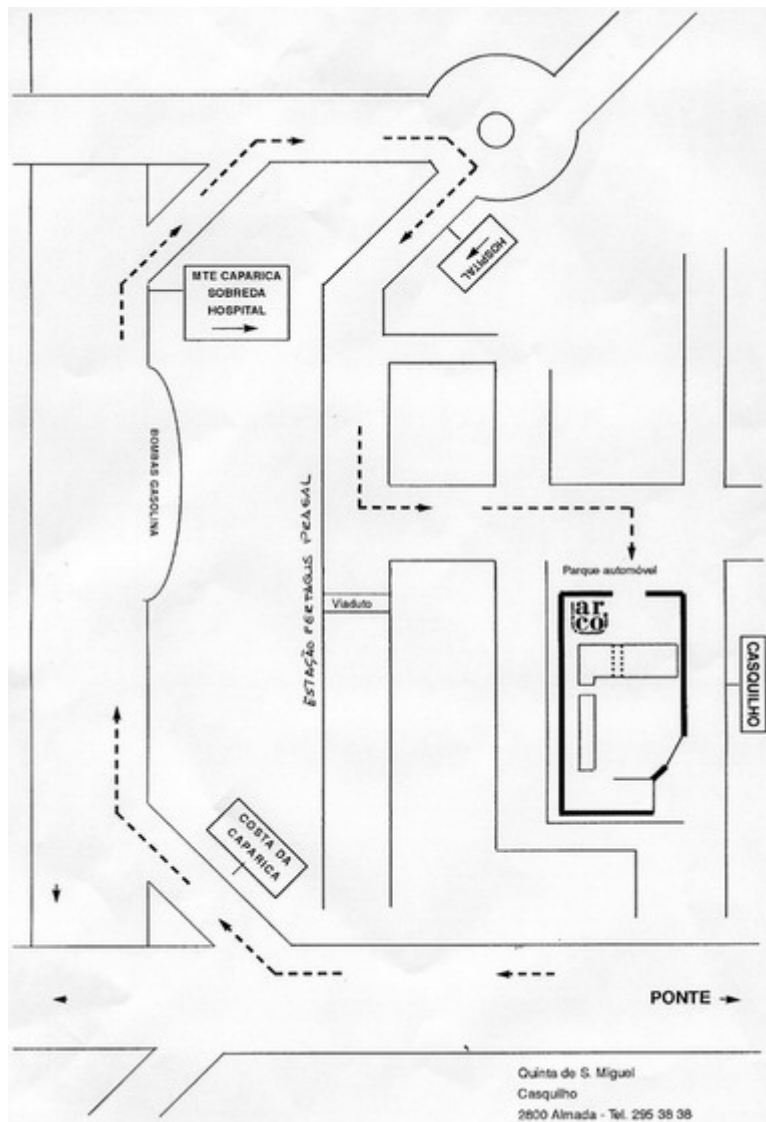 HOSPITAL
MTE CAPARICA
SOBREDA
HOSPITAL
BOMBAS GASOLINA
ESTAÇÃO FERTAGUS PRAGAL
Parque automóvel
ar
co
Viaduto
CASQUILHO
COSTA DA
CAPARICA
PONTE
Quinta de S. Miguel
Casquilho
2800 Almada - Tel. 295 38 38